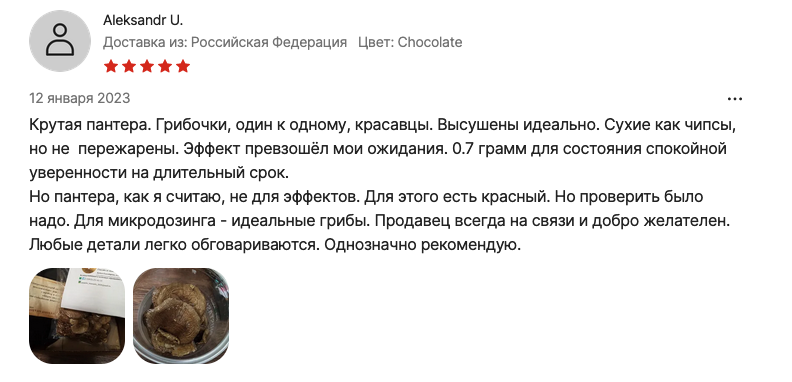 Aleksandr U.
Доставка из: Российская Федерация Цвет: Chocolate
12 января 2023
Крутая пантера. Грибочки, один к одному, красавцы. Высушены идеально. Сухие как чипсы,
но не пережарены. Эффект превзошёл мои ожидания. 0.7 грамм для состояния спокойной
уверенности на длительный срок.
Но пантера, как я считаю, не для эффектов. Для этого есть красный. Но проверить было
надо. Для микродозинга - идеальные грибы. Продавец всегда на связи и добро желателен.
Любые детали легко обговариваются. Однозначно рекомендую.